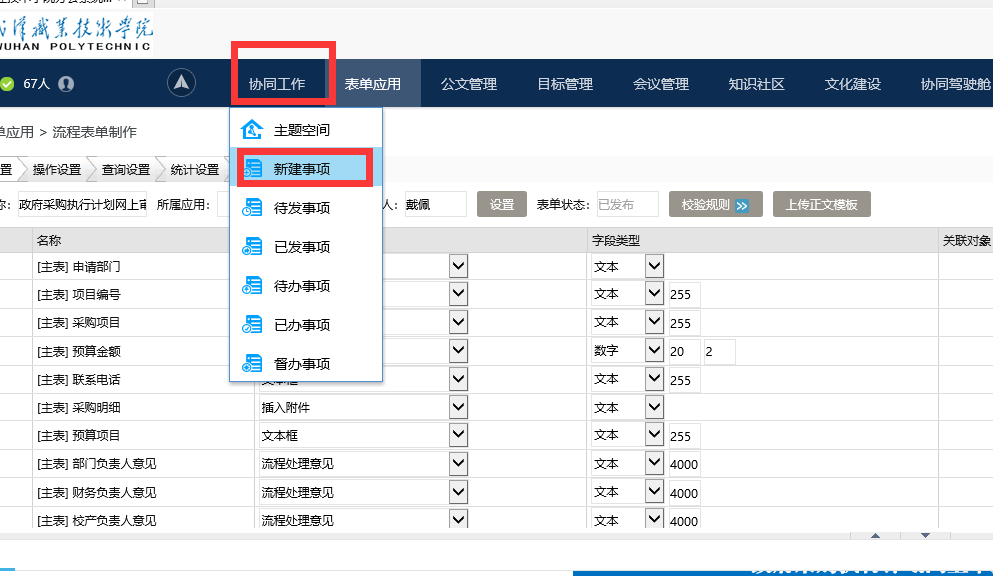 武汉职业技术学院
WUHAN POLYTECHNIC
67人
协同工作
表单应用
公文管理
目标管理
会议管理
知识社区
文化建设
协同驾驶舱
单应用 > 流程表单制作
置
操作设置
查询设置
统计设置
称:
政府采购执行计划网上审
所属应用:
人:
戴佩
设置
表单状态:
已发布
校验规则
上传正文模板
主题空间
新建事项
待发事项
已发事项
待办事项
已办事项
督办事项
名称
字段类型
关联对象
[主表] 申请部门
文本
[主表] 项目编号
文本 255
[主表] 采购项目
文本 255
[主表] 预算金额
数字 20 2
[主表] 联系电话
文本框
文本 255
[主表] 采购明细
插入附件
文本
[主表] 预算项目
文本框
文本 255
[主表] 部门负责人意见
流程处理意见
文本 4000
[主表] 财务负责人意见
流程处理意见
文本 4000
[主表] 校产负责人意见
流程处理意见
文本 4000